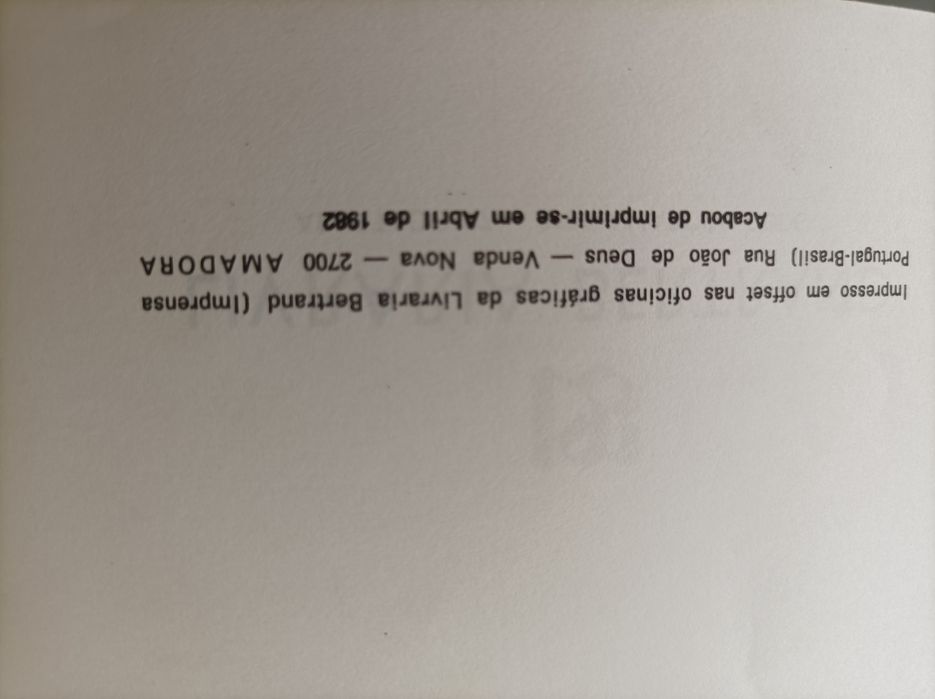 Impresso em offset nas oficinas gráficas da Livraria Bertrand (Imprensa
Portugal-Brasil) Rua João de Deus — Venda Nova — 2700 AMADORA
Acabou de imprimir-se em Abril de 1982